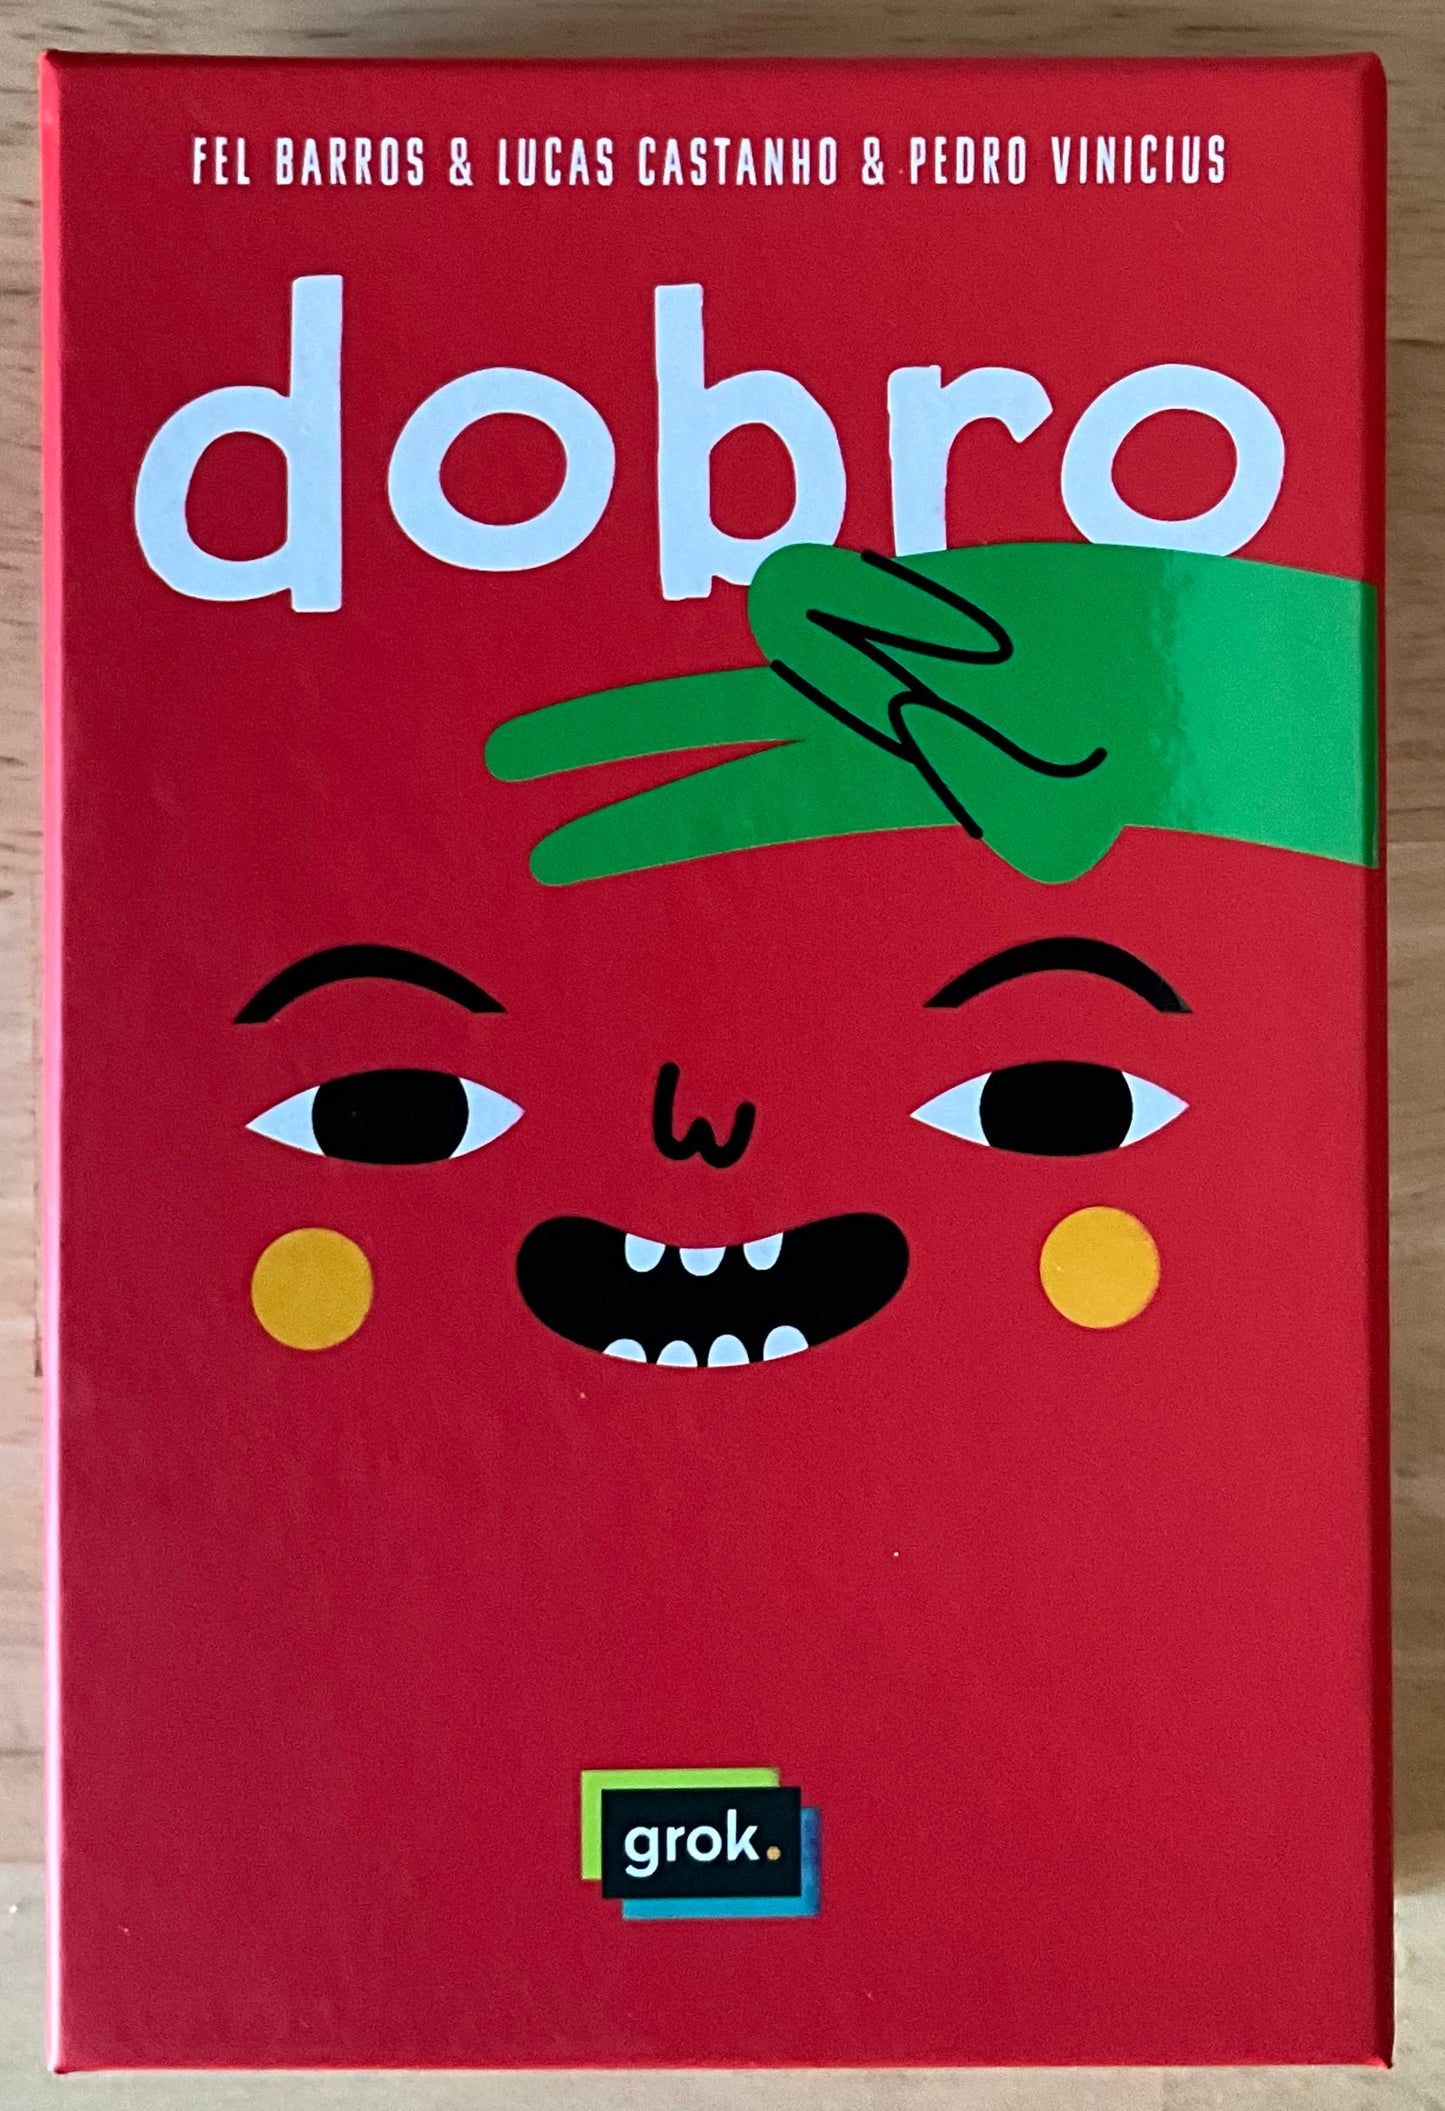 FEL BARROS & LUCAS CASTANHO & PEDRO VINICIUS
dobro
grok.